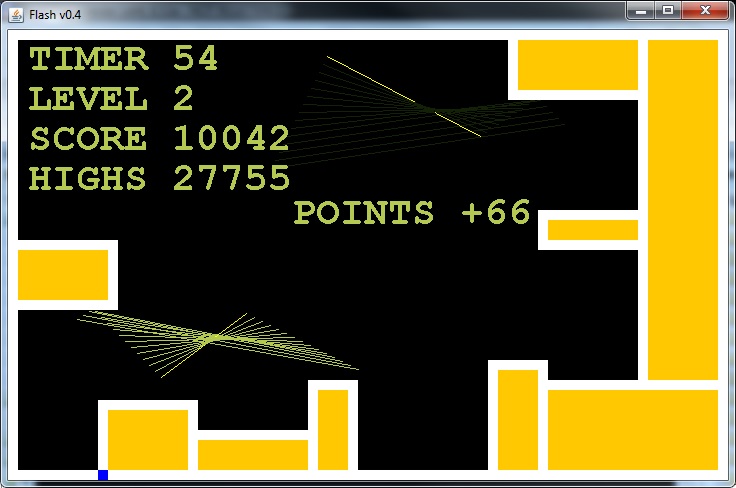 Flash v0.4
TIMER 54
LEVEL 2
SCORE 10042
HIGHS 27755
POINTS +66